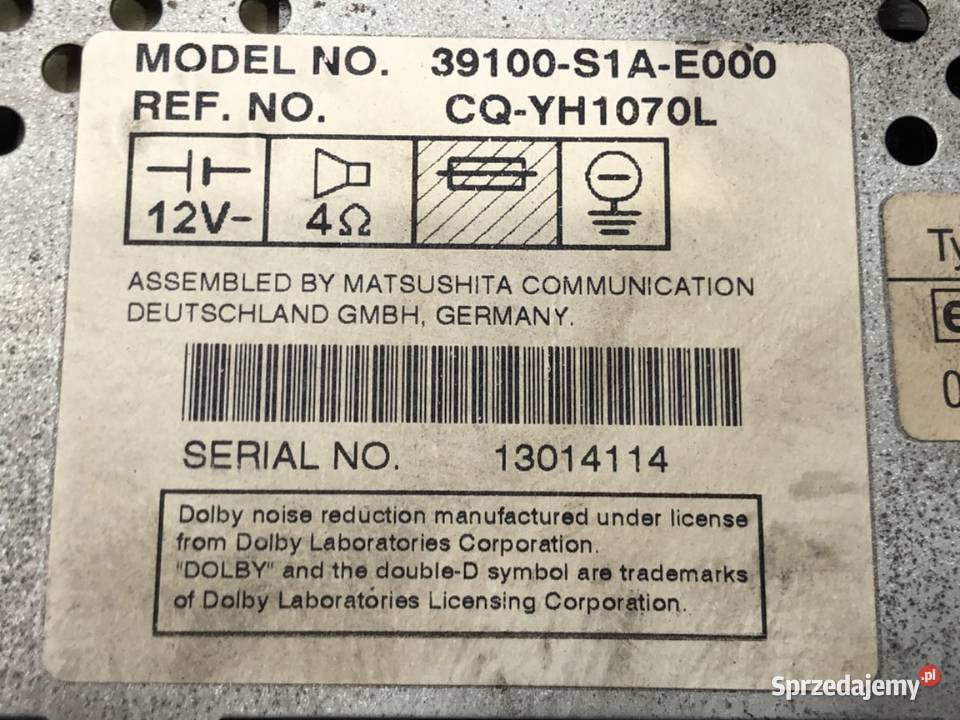 MODEL NO. 39100-S1A-E000
REF. NO. CQ-YH1070L
12V-
4Ω
ASSEMBLED BY MATSUSHITA COMMUNICATION
DEUTSCHLAND GMBH, GERMANY.
SERIAL NO. 13014114
Dolby noise reduction manufactured under license
from Dolby Laboratories Corporation.
"DOLBY" and the double-D symbol are trademarks
of Dolby Laboratories Licensing Corporation.
Sprzedajemy.pl